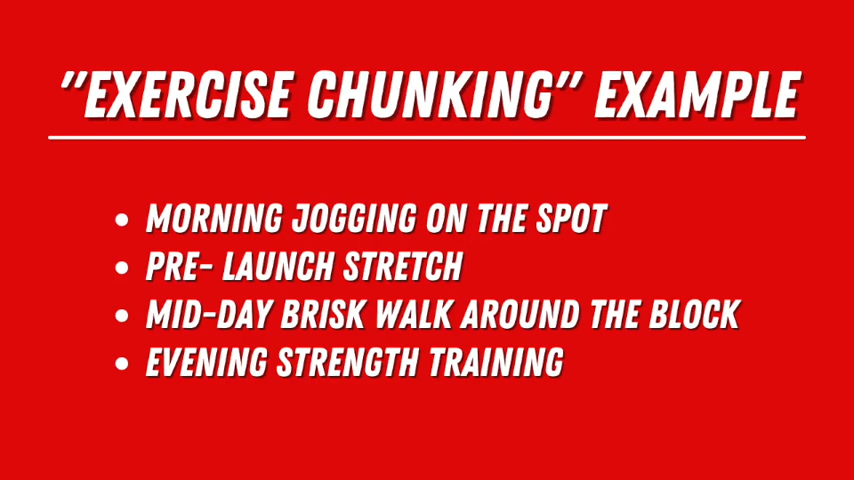 "EXERCISE CHUNKING" EXAMPLE
• MORNING JOGGING ON THE SPOT
• PRE- LAUNCH STRETCH
• MID-DAY BRISK WALK AROUND THE BLOCK
• EVENING STRENGTH TRAINING